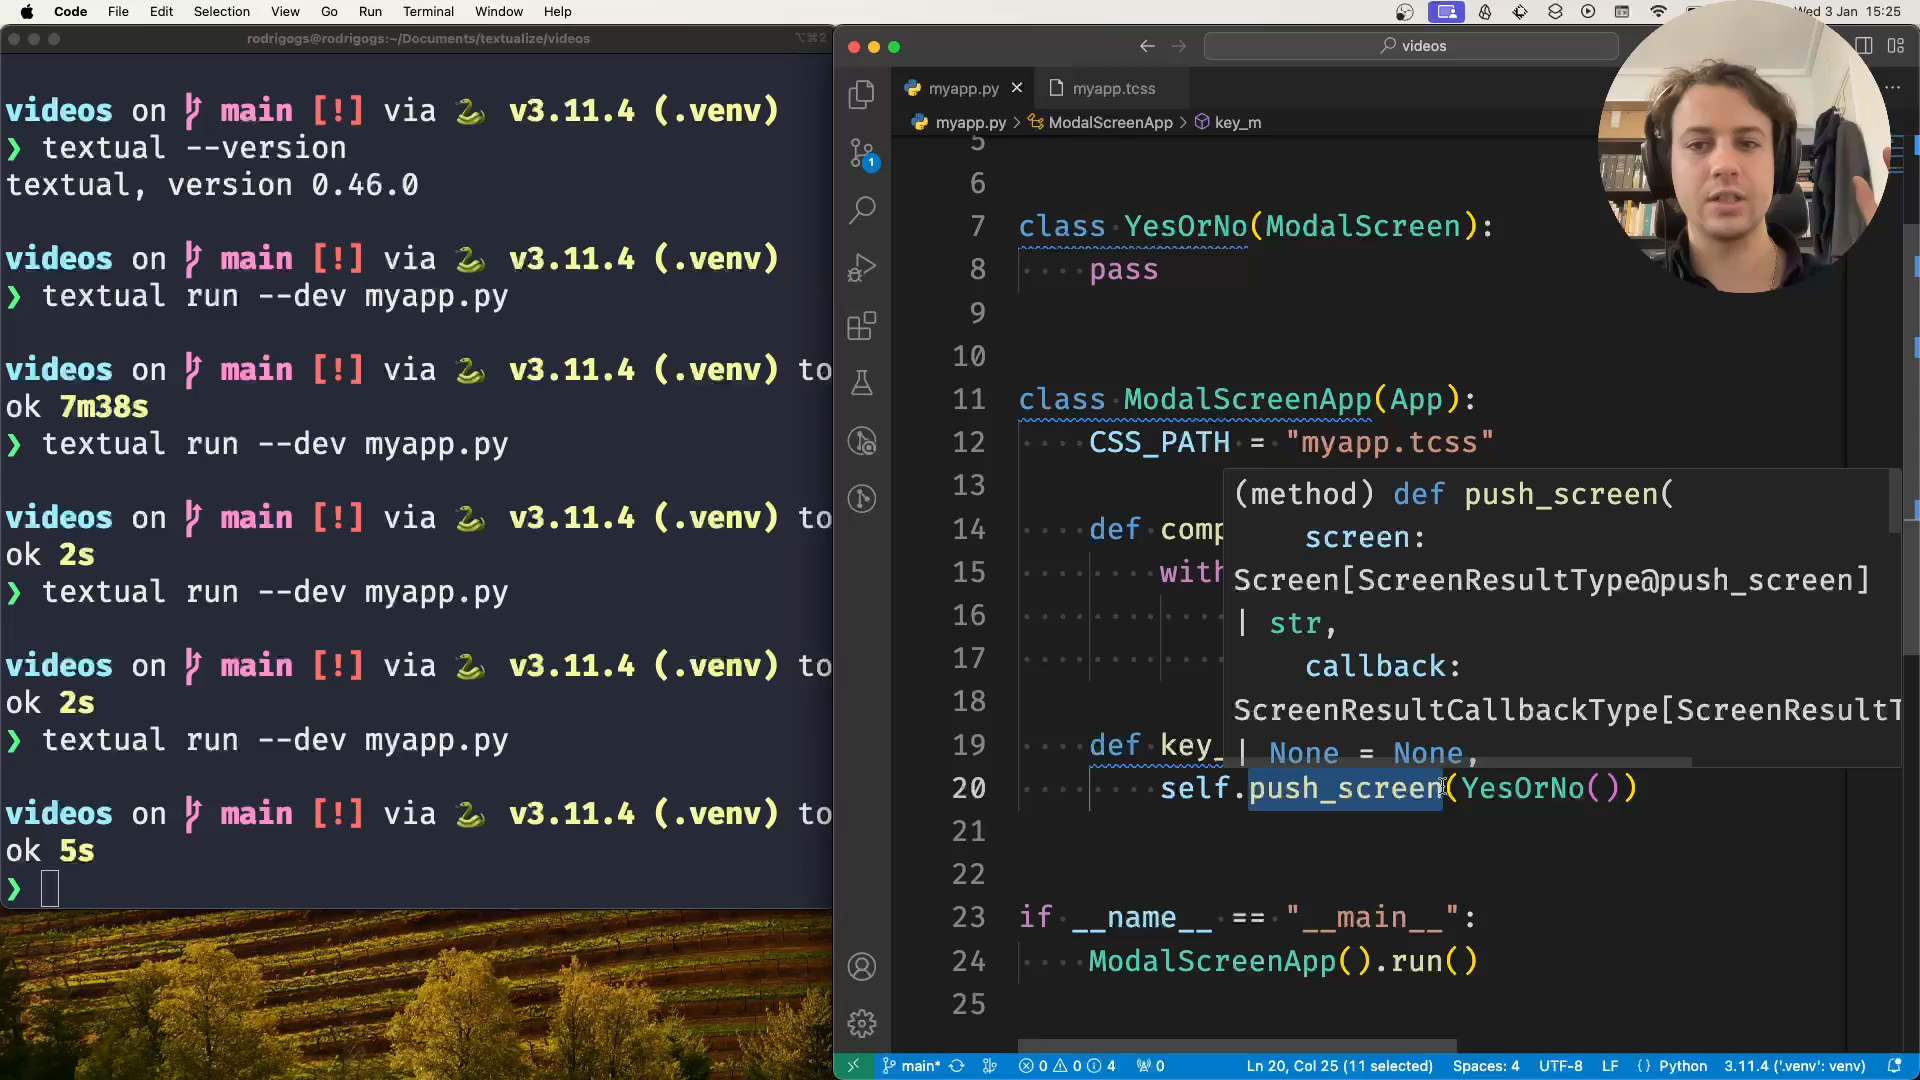 Code File Edit Selection View Go Run Terminal Window Help
Wed 3 Jan 15:25
rodrigogs@rodrigogs:~/Documents/textualize/videos
⌥⌘2
videos on main [!] via 🐍 v3.11.4 (.venv)
❯ textual --version
textual, version 0.46.0
videos on main [!] via 🐍 v3.11.4 (.venv)
❯ textual run --dev myapp.py
videos on main [!] via 🐍 v3.11.4 (.venv) to
ok 7m38s
❯ textual run --dev myapp.py
videos on main [!] via 🐍 v3.11.4 (.venv) to
ok 2s
❯ textual run --dev myapp.py
videos on main [!] via 🐍 v3.11.4 (.venv) to
ok 2s
❯ textual run --dev myapp.py
videos on main [!] via 🐍 v3.11.4 (.venv) to
ok 5s
❯
videos
myapp.py × myapp.tcss
myapp.py > ModalScreenApp > key_m
1
5
6
7 class YesOrNo(ModalScreen):
8 pass
9
10
11 class ModalScreenApp(App):
12 CSS_PATH = "myapp.tcss"
13
14 def comp
15 with
16
17
18
19 def key_
20 self.push_screen(YesOrNo())
21
22
23 if __name__ == "__main__":
24 ModalScreenApp().run()
25
(method) def push_screen(
screen:
Screen[ScreenResultType@push_screen]
| str,
callback:
ScreenResultCallbackType[ScreenResultT
| None = None,
main* 0 0 4 0 Ln 20, Col 25 (11 selected) Spaces: 4 UTF-8 LF { } Python 3.11.4 ('.venv': venv)